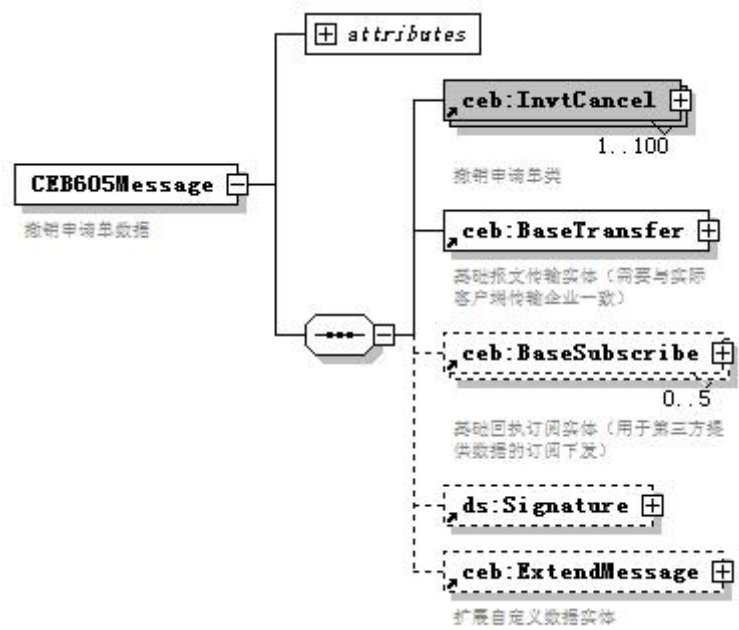 attributes
ceb:InvtCancel
1..100
撤销申请单类
CEB605Message
撤销申请单数据
ceb:BaseTransfer
基础报文传输实体（需要与实际
客户端传输企业一致）
ceb:BaseSubscribe
0..5
基础回执订阅实体（用于第三方提
供数据的订阅下发）
ds:Signature
ceb:ExtendMessage
扩展自定义数据实体